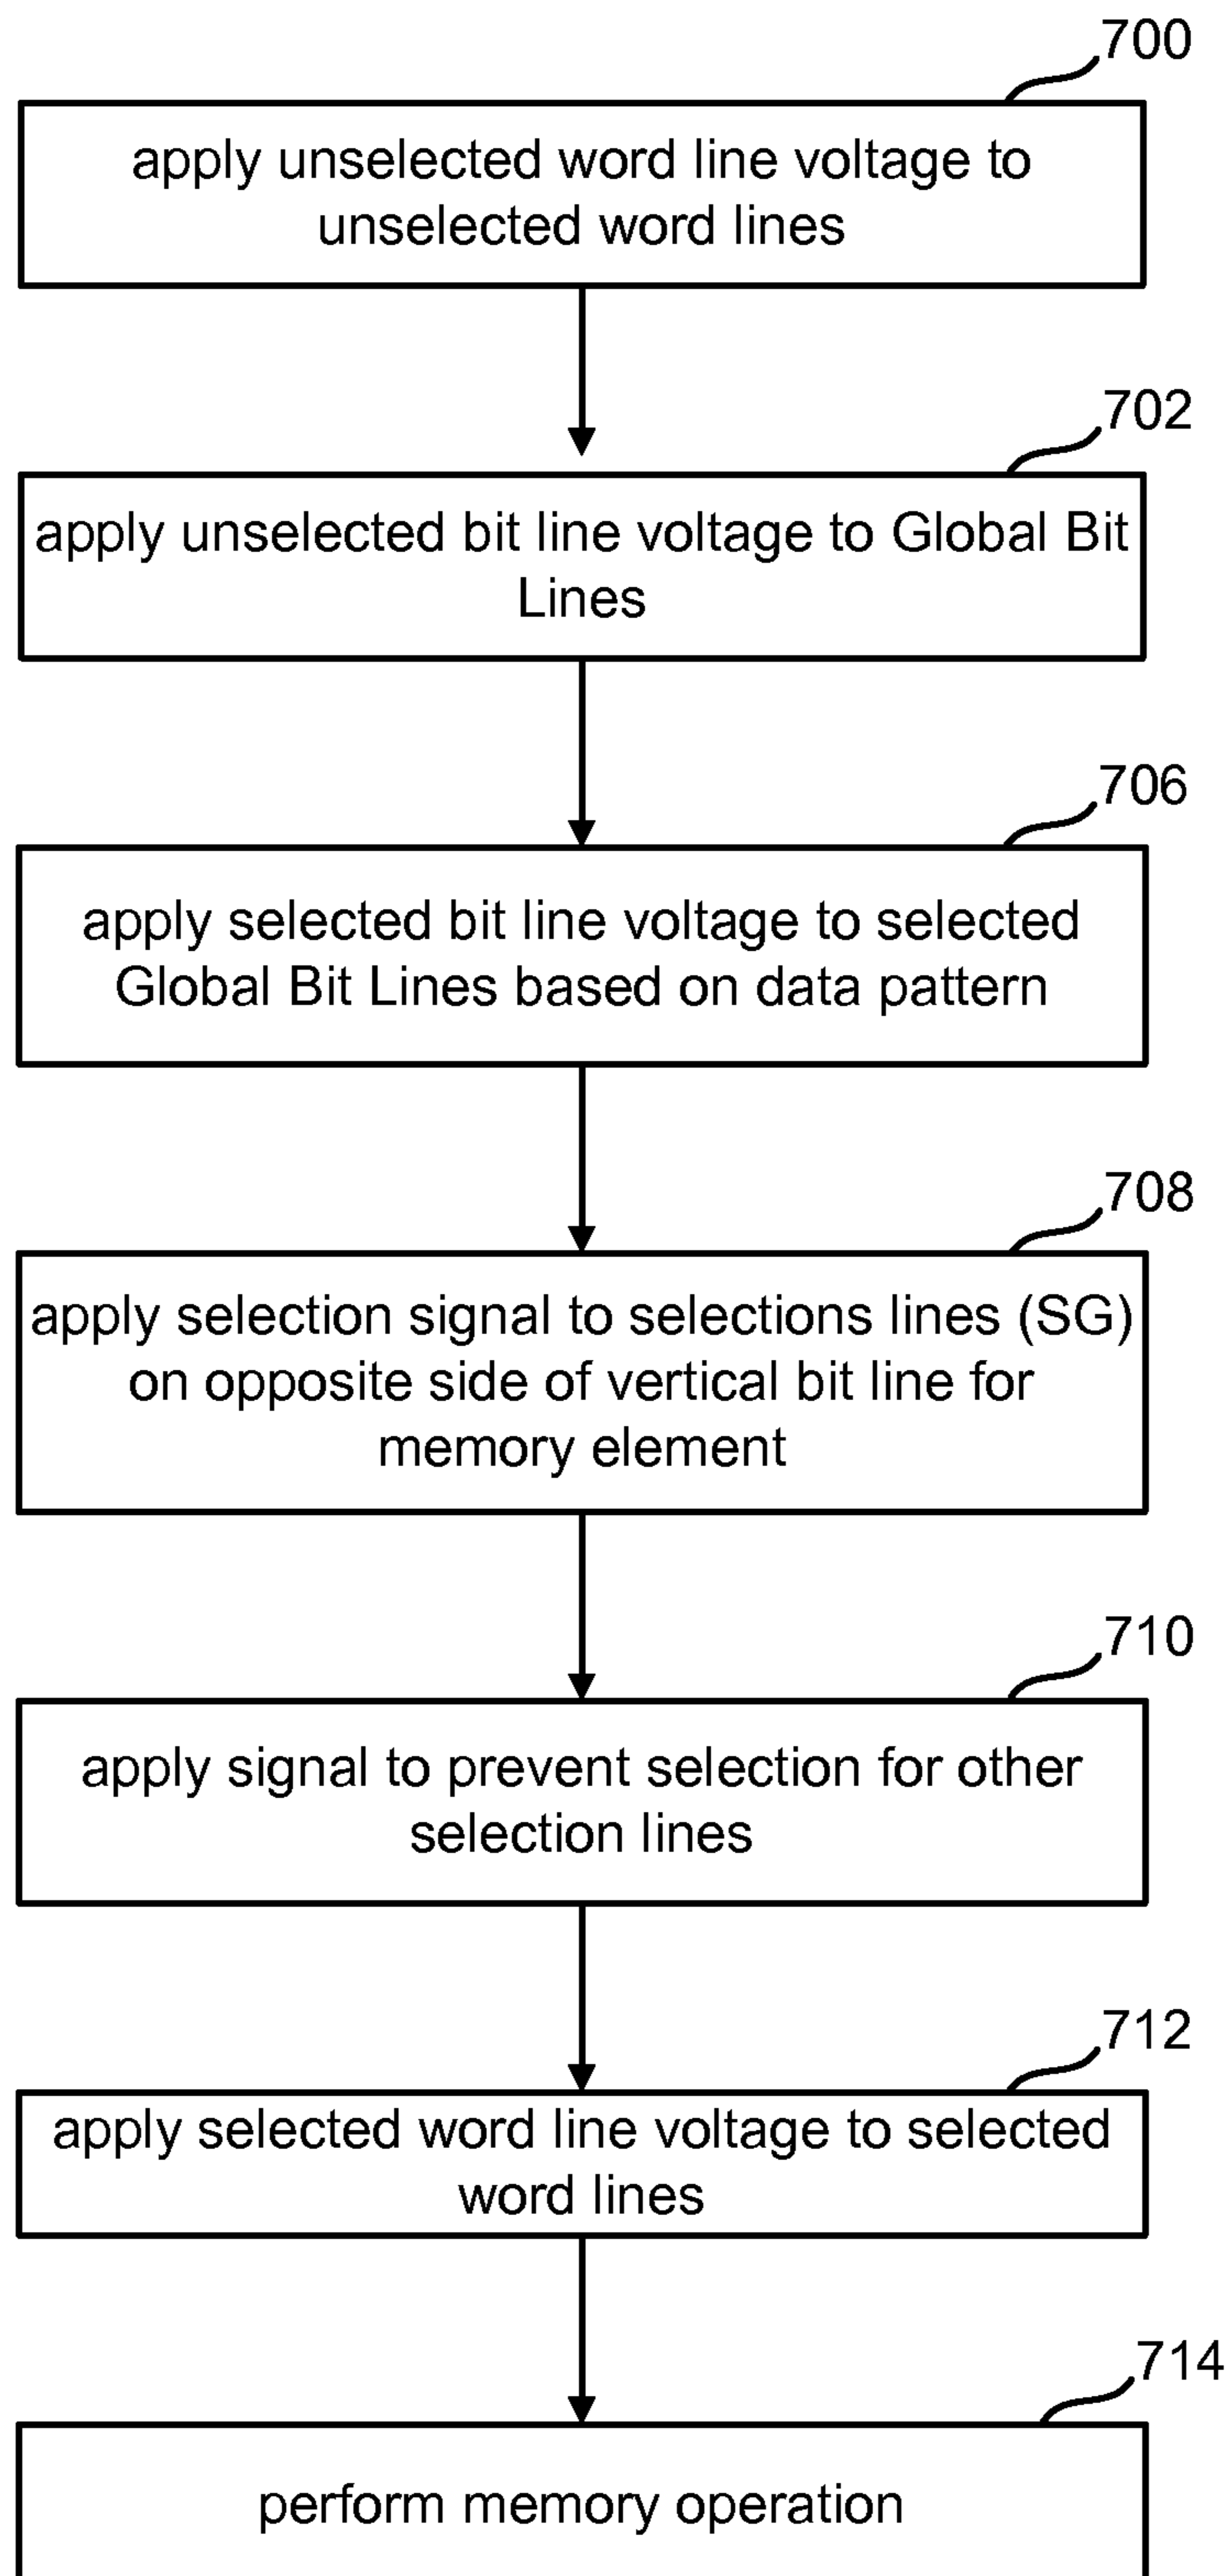 700
apply unselected word line voltage to
unselected word lines
702
apply unselected bit line voltage to Global Bit
Lines
706
apply selected bit line voltage to selected
Global Bit Lines based on data pattern
708
apply selection signal to selections lines (SG)
on opposite side of vertical bit line for
memory element
710
apply signal to prevent selection for other
selection lines
712
apply selected word line voltage to selected
word lines
714
perform memory operation